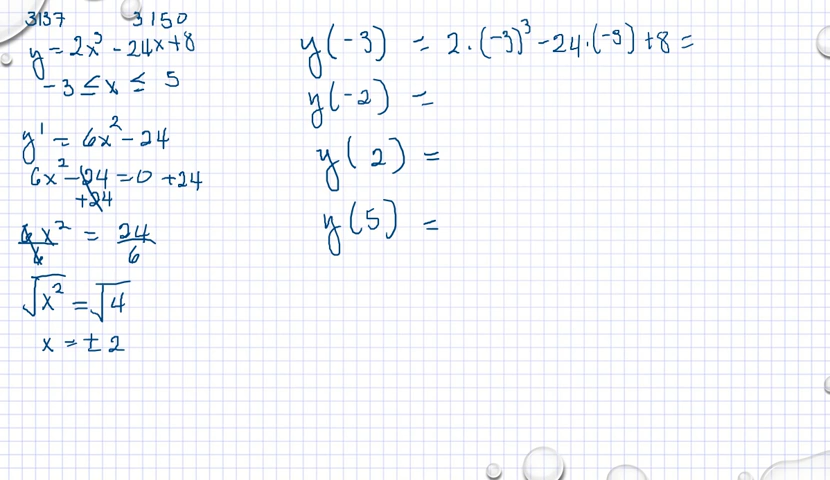 3137 3150
y = 2x³ - 24x + 8
-3 ≤ x ≤ 5
y' = 6x² - 24
6x² - 24 = 0 + 24
+24
6x² / 6 = 24 / 6
√x² = √4
x = ± 2
y(-3) = 2 · (-3)³ - 24 · (-3) + 8 =
y(-2) =
y(2) =
y(5) =